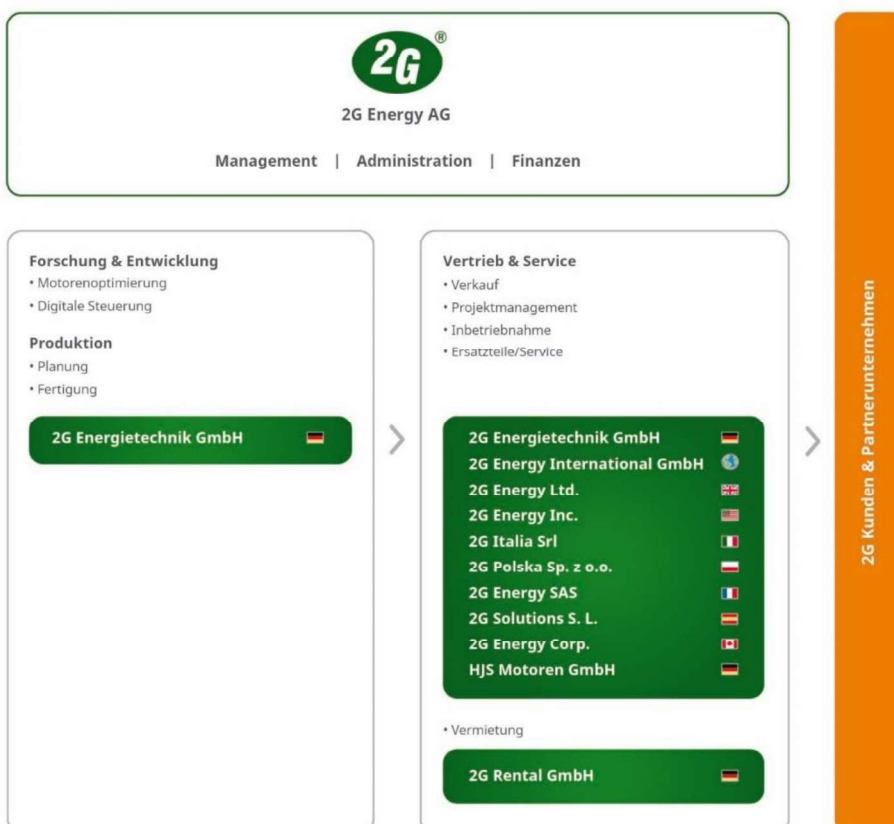 2G®
2G Energy AG
Management | Administration | Finanzen
Forschung & Entwicklung
• Motorenoptimierung
• Digitale Steuerung
Produktion
• Planung
• Fertigung
2G Energietechnik GmbH
Vertrieb & Service
• Verkauf
• Projektmanagement
• Inbetriebnahme
• Ersatzteile/Service
2G Energietechnik GmbH
2G Energy International GmbH
2G Energy Ltd.
2G Energy Inc.
2G Italia Srl
2G Polska Sp. z o.o.
2G Energy SAS
2G Solutions S. L.
2G Energy Corp.
HJS Motoren GmbH
• Vermietung
2G Rental GmbH
2G Kunden & Partnerunternehmen